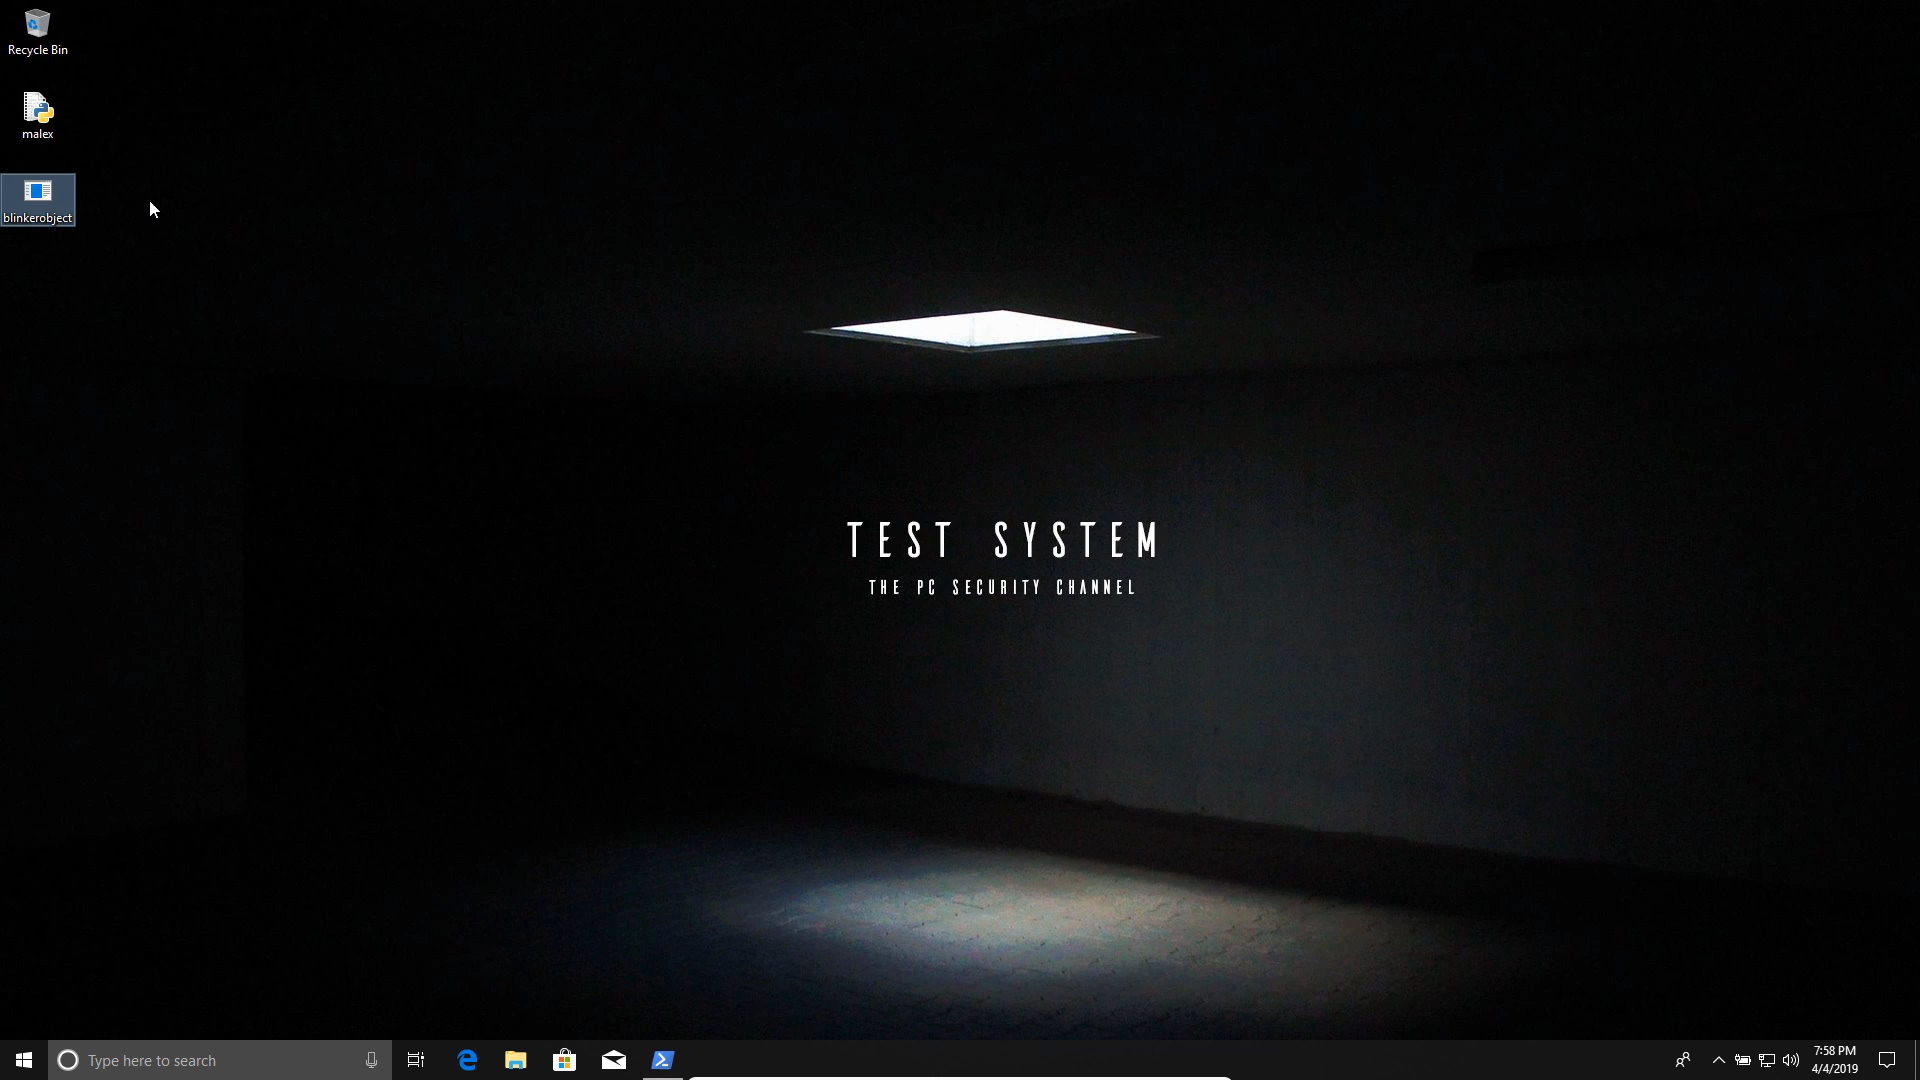 Recycle Bin
malex
blinkerobject
TEST SYSTEM
THE PC SECURITY CHANNEL
Type here to search
7:58 PM
4/4/2019